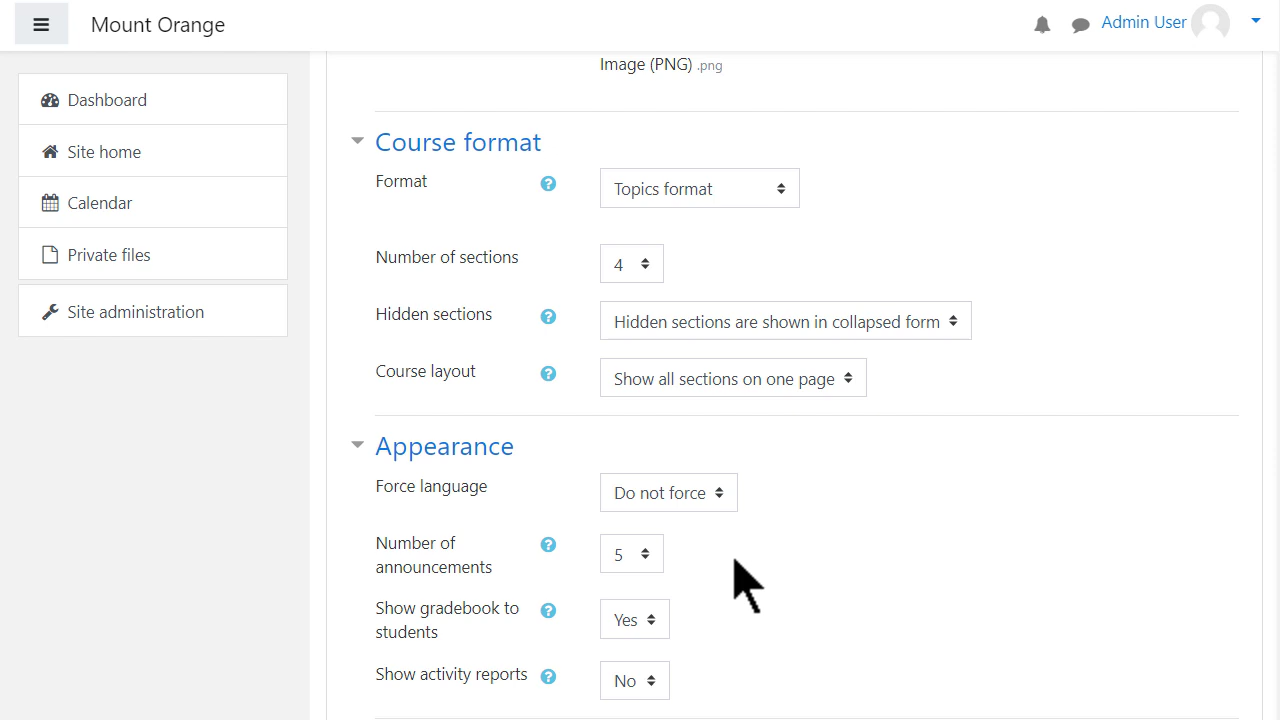 Mount Orange
Admin User
Dashboard
Site home
Calendar
Private files
Site administration
Image (PNG) .png
Course format
Format
Topics format
Number of sections
4
Hidden sections
Hidden sections are shown in collapsed form
Course layout
Show all sections on one page
Appearance
Force language
Do not force
Number of
announcements
5
Show gradebook to
students
Yes
Show activity reports
No